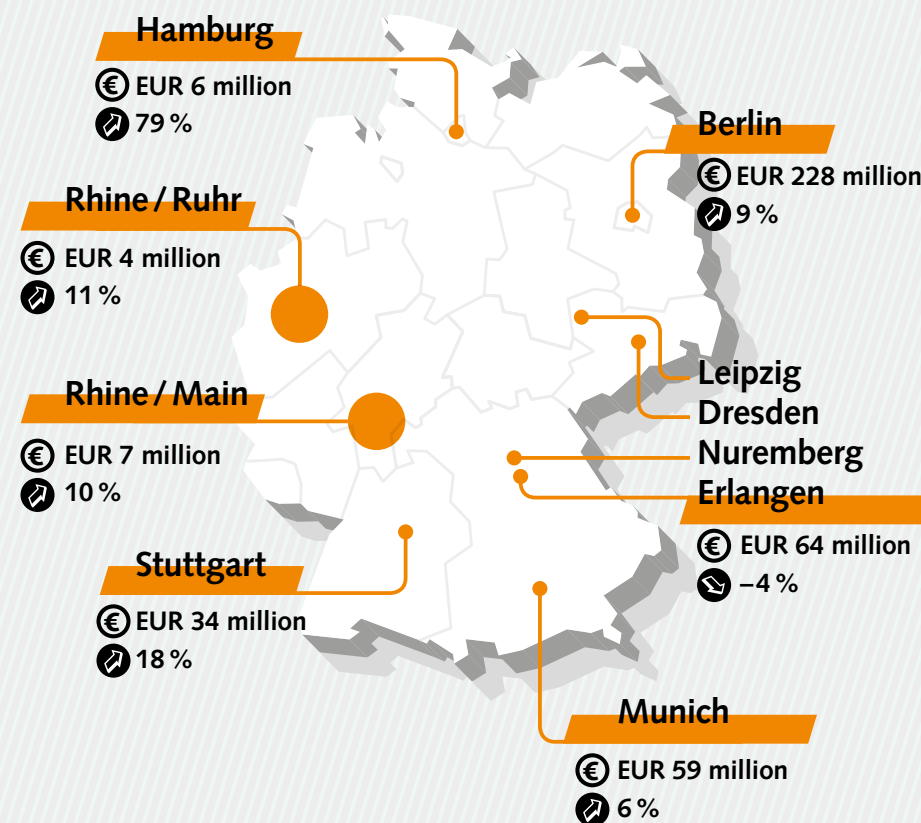 Hamburg
€ EUR 6 million
79 %
Berlin
€ EUR 228 million
9 %
Rhine / Ruhr
€ EUR 4 million
11 %
Rhine / Main
€ EUR 7 million
10 %
Leipzig
Dresden
Nuremberg
Erlangen
€ EUR 64 million
–4 %
Stuttgart
€ EUR 34 million
18 %
Munich
€ EUR 59 million
6 %